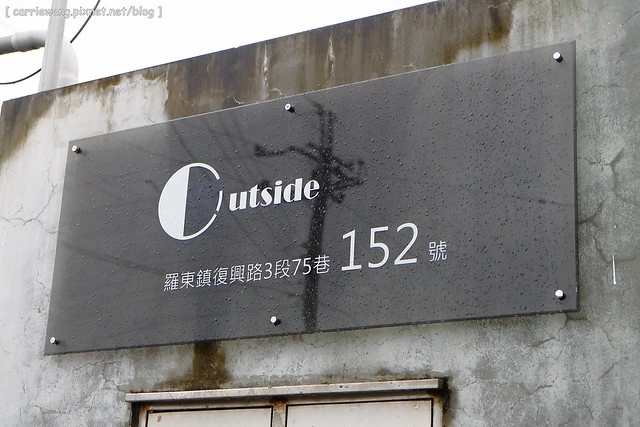 [ carriewang.pixnet.net/blog ]
Outside
羅東鎮復興路3段75巷 152 號